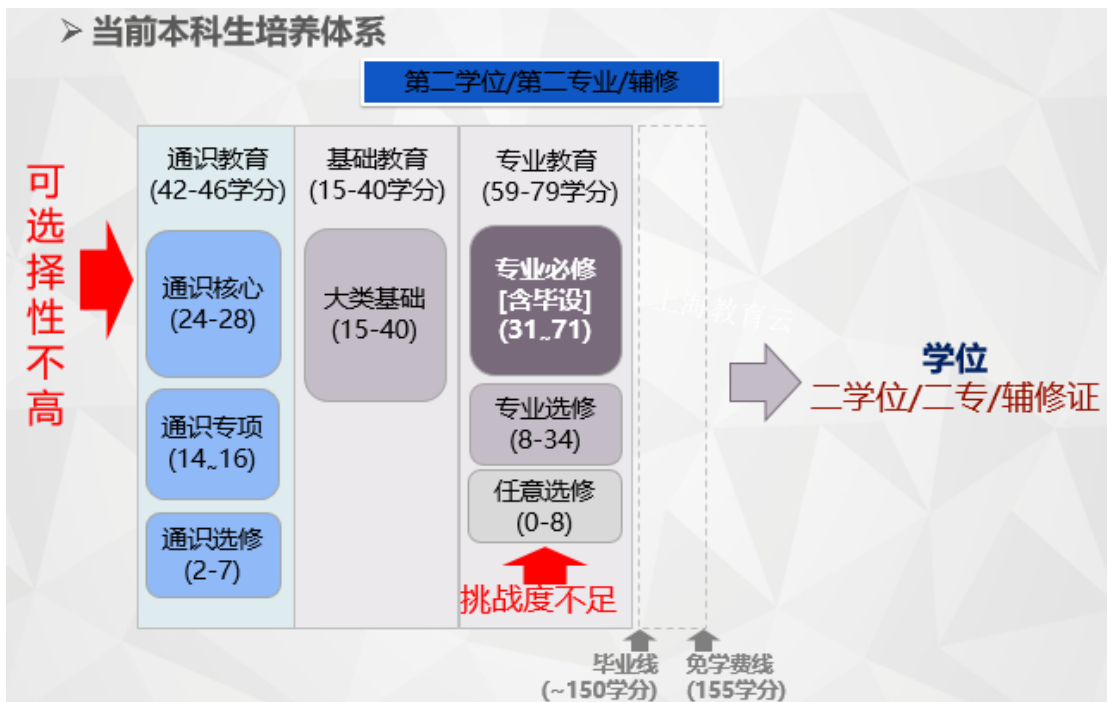 ➢ 当前本科生培养体系
第二学位/第二专业/辅修
可选择性不高
通识教育
(42-46学分)
通识核心
(24-28)
通识专项
(14~16)
通识选修
(2-7)
基础教育
(15-40学分)
大类基础
(15-40)
专业教育
(59-79学分)
专业必修
[含毕设]
(31~71)
专业选修
(8-34)
任意选修
(0-8)
挑战度不足
上海教育云
学位
二学位/二专/辅修证
毕业线
(~150学分)
免学费线
(155学分)